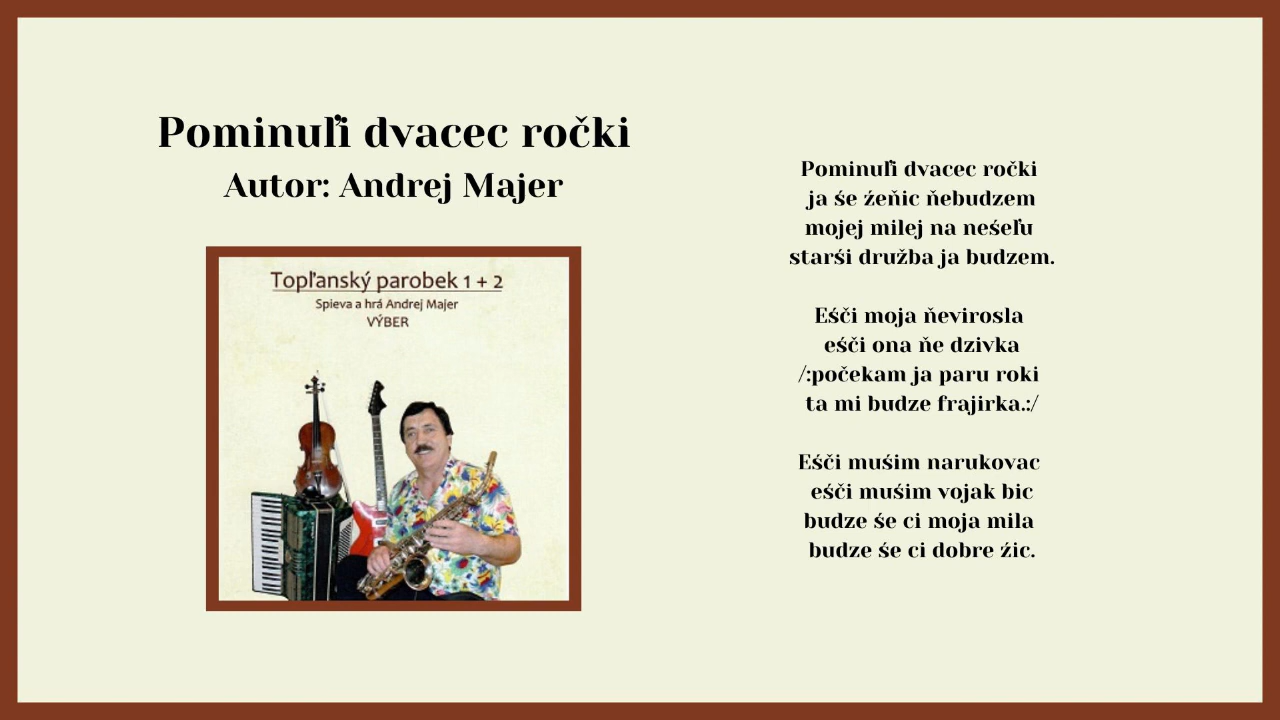 Pominuľi dvacec ročki
Autor: Andrej Majer
Topľanský parobek 1 + 2
Spieva a hrá Andrej Majer
VÝBER
Pominuľi dvacec ročki
ja śe źeňic ňebudzem
mojej milej na neśeľu
starśi družba ja budzem.
Eśči moja ňevirosla
eśči ona ňe dzivka
/:počekam ja paru roki
ta mi budze frajirka.:/
Eśči muśim narukovac
eśči muśim vojak bic
budze śe ci moja mila
budze śe ci dobre źic.